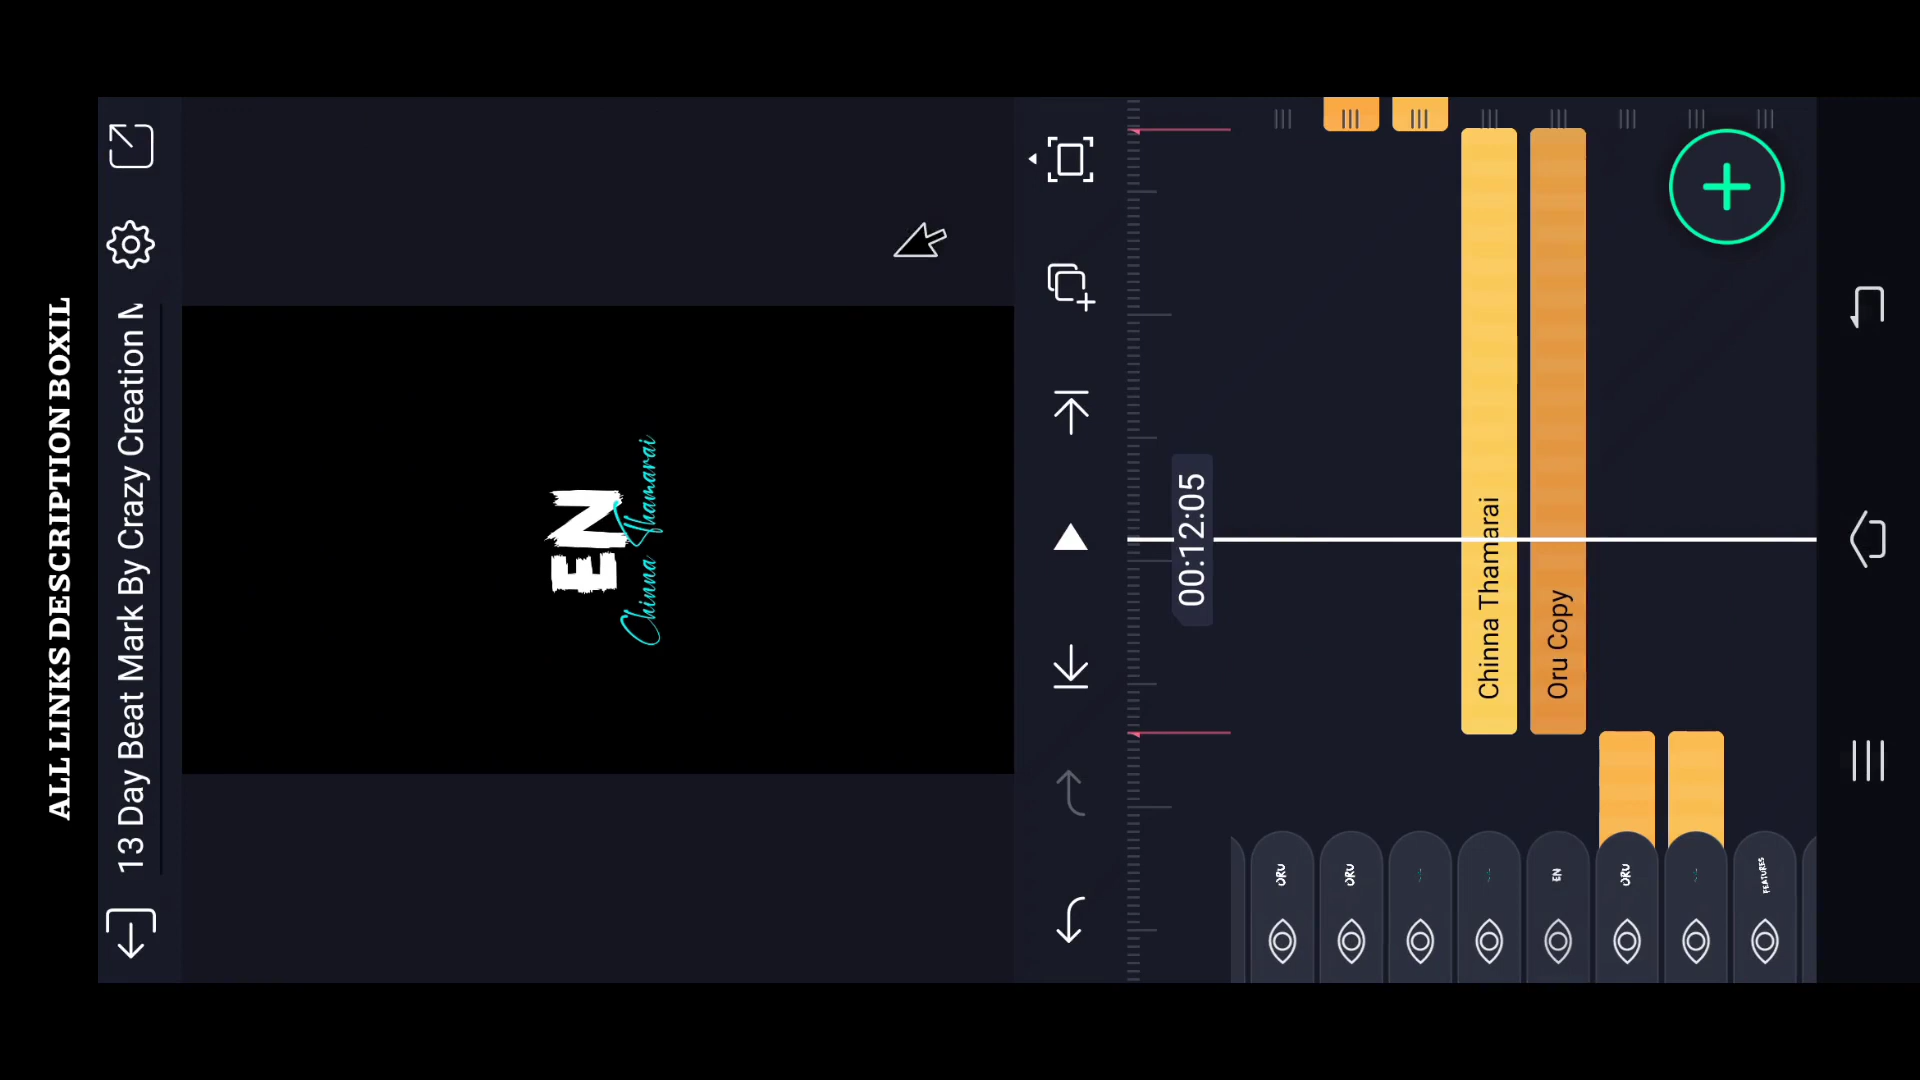 ALL LINKS DESCRIPTION BOXIL
13 Day Beat Mark By Crazy Creation
EN
Chinna Thamarai
00:12:05
Chinna Thamarai
Oru Copy
ORU
ORU
EN
ORU
FEATURES